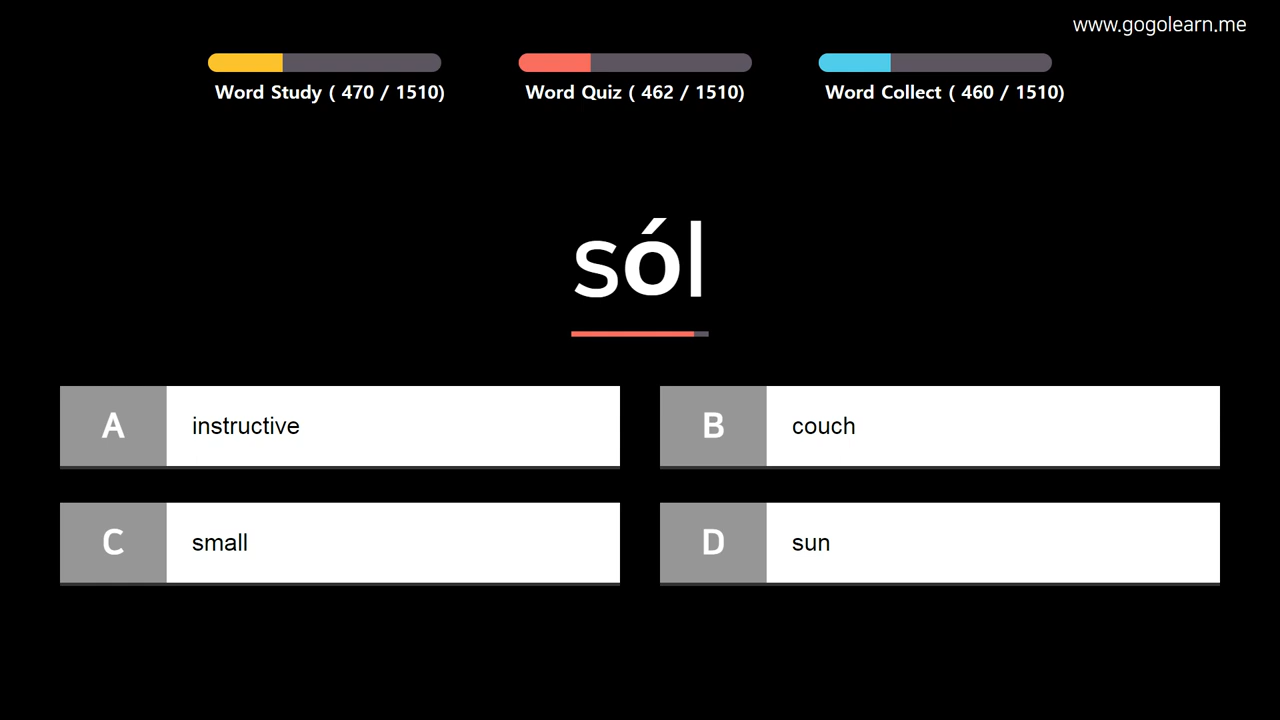 www.gogolearn.me
Word Study ( 470 / 1510)
Word Quiz ( 462 / 1510)
Word Collect ( 460 / 1510)
sól
A instructive
B couch
C small
D sun